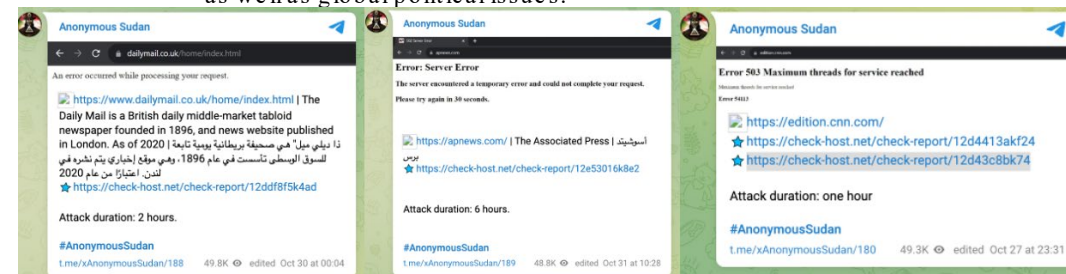 as well as global political issues.
Anonymous Sudan
dailymail.co.uk/home/index.html
An error occurred while processing your request.
https://www.dailymail.co.uk/home/index.html | The
Daily Mail is a British daily middle-market tabloid
newspaper founded in 1896, and news website published
in London. As of 2020 | ذا ديلي ميل" هي صحيفة بريطانية يومية تابعة
للسوق الوسطى تأسست في عام 1896، وهي موقع إخباري يتم نشره في
لندن. اعتبارًا من عام 2020
https://check-host.net/check-report/12ddf8f5k4ad
Attack duration: 2 hours.
#AnonymousSudan
t.me/xAnonymousSudan/188 49.8K edited Oct 30 at 00:04
Anonymous Sudan
apnews.com
Error: Server Error
The server encountered a temporary error and could not complete your request.
Please try again in 30 seconds.
https://apnews.com/ | The Associated Press | أسوشيتد
برس
https://check-host.net/check-report/12e53016k8e2
Attack duration: 6 hours.
#AnonymousSudan
t.me/xAnonymousSudan/189 48.8K edited Oct 31 at 10:28
Anonymous Sudan
edition.cnn.com
Error 503 Maximum threads for service reached
Maximum threads for service reached
Error 54113
https://edition.cnn.com/
https://check-host.net/check-report/12d4413akf24
https://check-host.net/check-report/12d43c8bk74
Attack duration: one hour
#AnonymousSudan
t.me/xAnonymousSudan/180 49.3K edited Oct 27 at 23:31